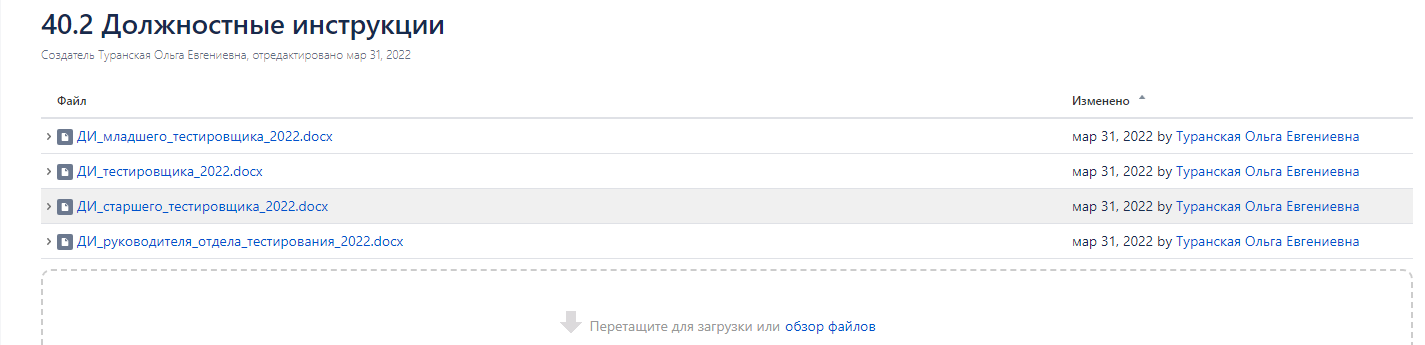 40.2 Должностные инструкции
Создатель Туранская Ольга Евгениевна, отредактировано мар 31, 2022
Файл Изменено
ДИ_младшего_тестировщика_2022.docx мар 31, 2022 by Туранская Ольга Евгениевна
ДИ_тестировщика_2022.docx мар 31, 2022 by Туранская Ольга Евгениевна
ДИ_старшего_тестировщика_2022.docx мар 31, 2022 by Туранская Ольга Евгениевна
ДИ_руководителя_отдела_тестирования_2022.docx мар 31, 2022 by Туранская Ольга Евгениевна
Перетащите для загрузки или обзор файлов